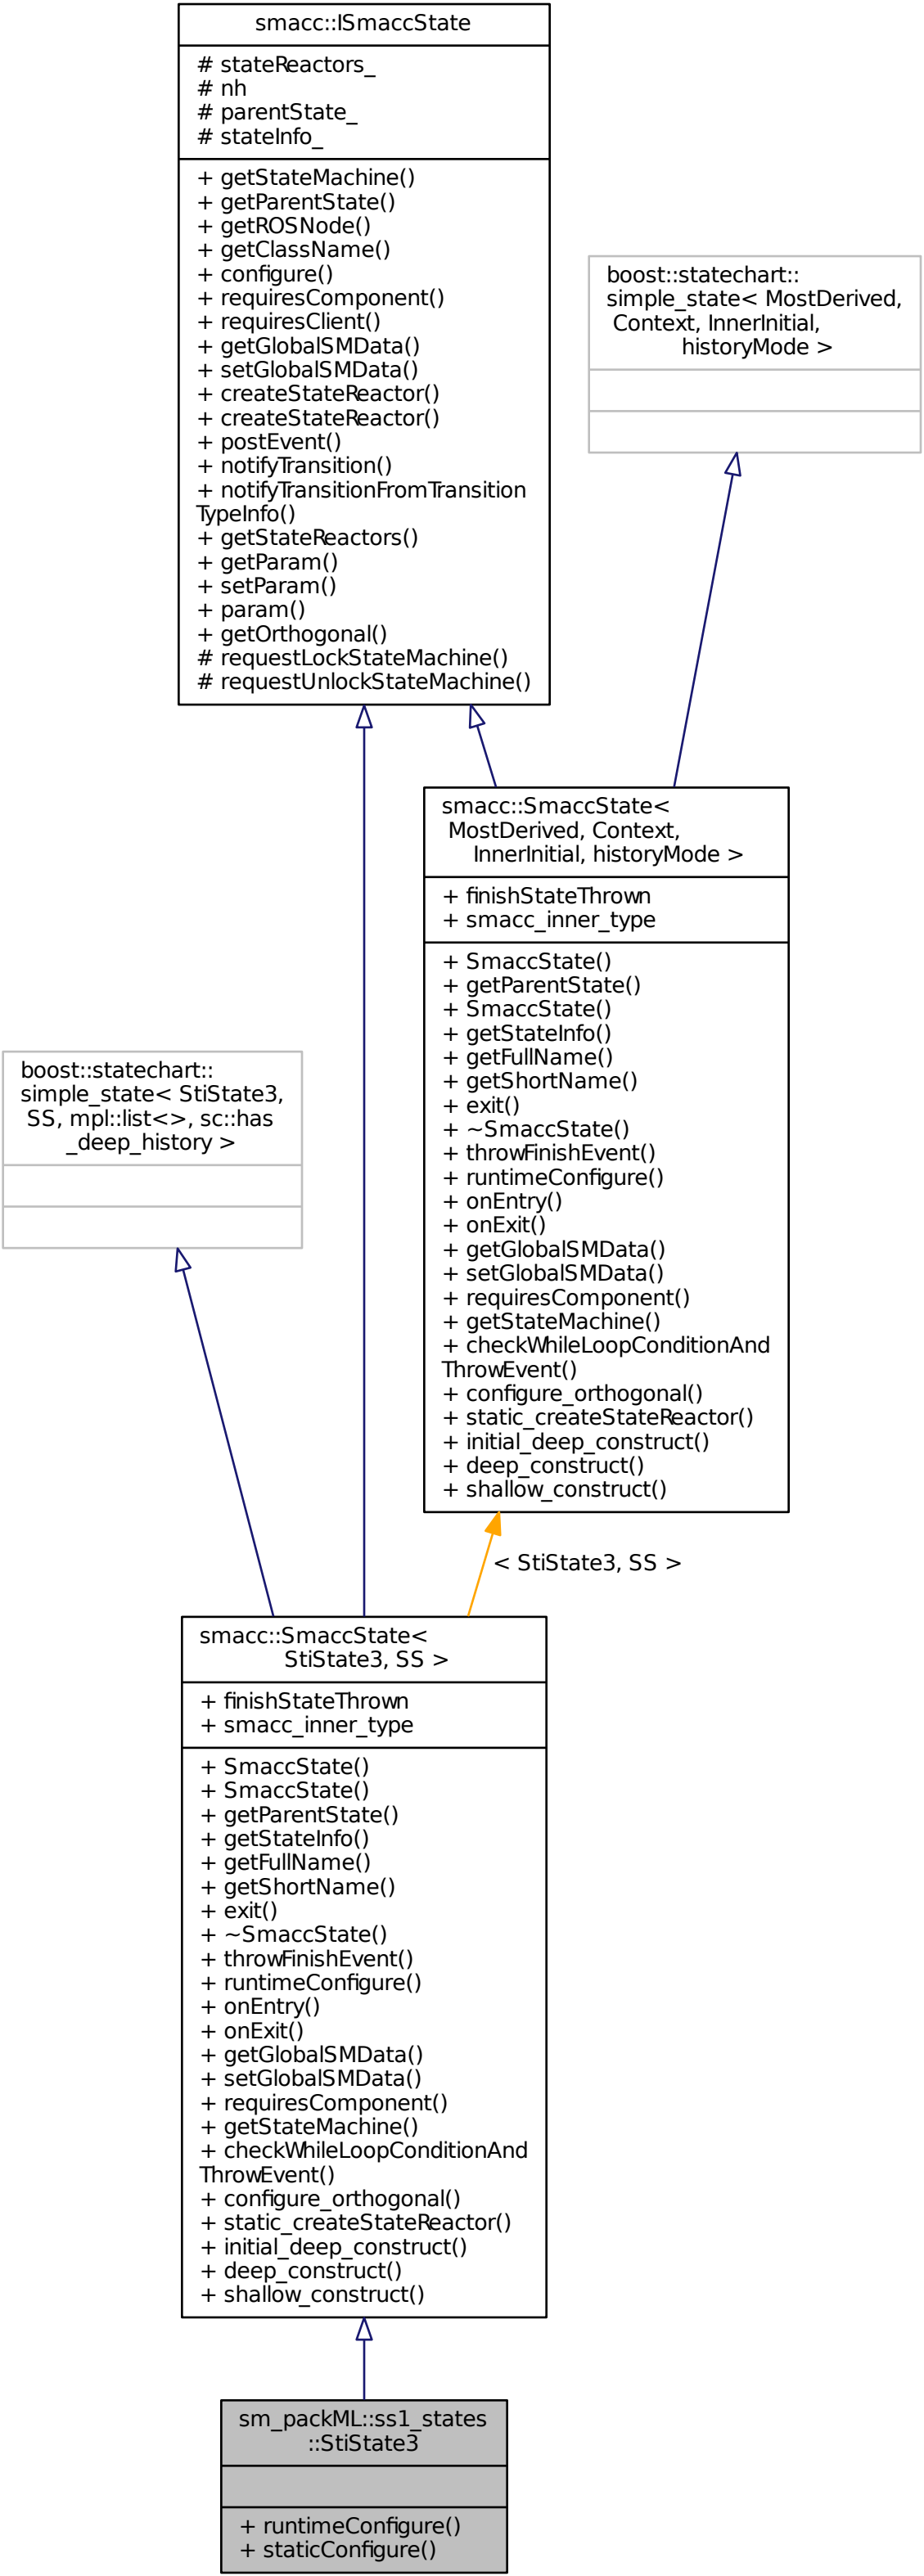 smacc::ISmaccState
# stateReactors_
# nh
# parentState_
# stateInfo_
+ getStateMachine()
+ getParentState()
+ getROSNode()
+ getClassName()
+ configure()
+ requiresComponent()
+ requiresClient()
+ getGlobalSMData()
+ setGlobalSMData()
+ createStateReactor()
+ createStateReactor()
+ postEvent()
+ notifyTransition()
+ notifyTransitionFromTransition
TypeInfo()
+ getStateReactors()
+ getParam()
+ setParam()
+ param()
+ getOrthogonal()
# requestLockStateMachine()
# requestUnlockStateMachine()
boost::statechart::
simple_state< MostDerived,
Context, InnerInitial,
historyMode >
smacc::SmaccState<
MostDerived, Context,
InnerInitial, historyMode >
+ finishStateThrown
+ smacc_inner_type
+ SmaccState()
+ getParentState()
+ SmaccState()
+ getStateInfo()
+ getFullName()
+ getShortName()
+ exit()
+ ~SmaccState()
+ throwFinishEvent()
+ runtimeConfigure()
+ onEntry()
+ onExit()
+ getGlobalSMData()
+ setGlobalSMData()
+ requiresComponent()
+ getStateMachine()
+ checkWhileLoopConditionAnd
ThrowEvent()
+ configure_orthogonal()
+ static_createStateReactor()
+ initial_deep_construct()
+ deep_construct()
+ shallow_construct()
boost::statechart::
simple_state< StiState3,
SS, mpl::list<>, sc::has
_deep_history >
< StiState3, SS >
smacc::SmaccState<
StiState3, SS >
+ finishStateThrown
+ smacc_inner_type
+ SmaccState()
+ SmaccState()
+ getParentState()
+ getStateInfo()
+ getFullName()
+ getShortName()
+ exit()
+ ~SmaccState()
+ throwFinishEvent()
+ runtimeConfigure()
+ onEntry()
+ onExit()
+ getGlobalSMData()
+ setGlobalSMData()
+ requiresComponent()
+ getStateMachine()
+ checkWhileLoopConditionAnd
ThrowEvent()
+ configure_orthogonal()
+ static_createStateReactor()
+ initial_deep_construct()
+ deep_construct()
+ shallow_construct()
sm_packML::ss1_states
::StiState3
+ runtimeConfigure()
+ staticConfigure()